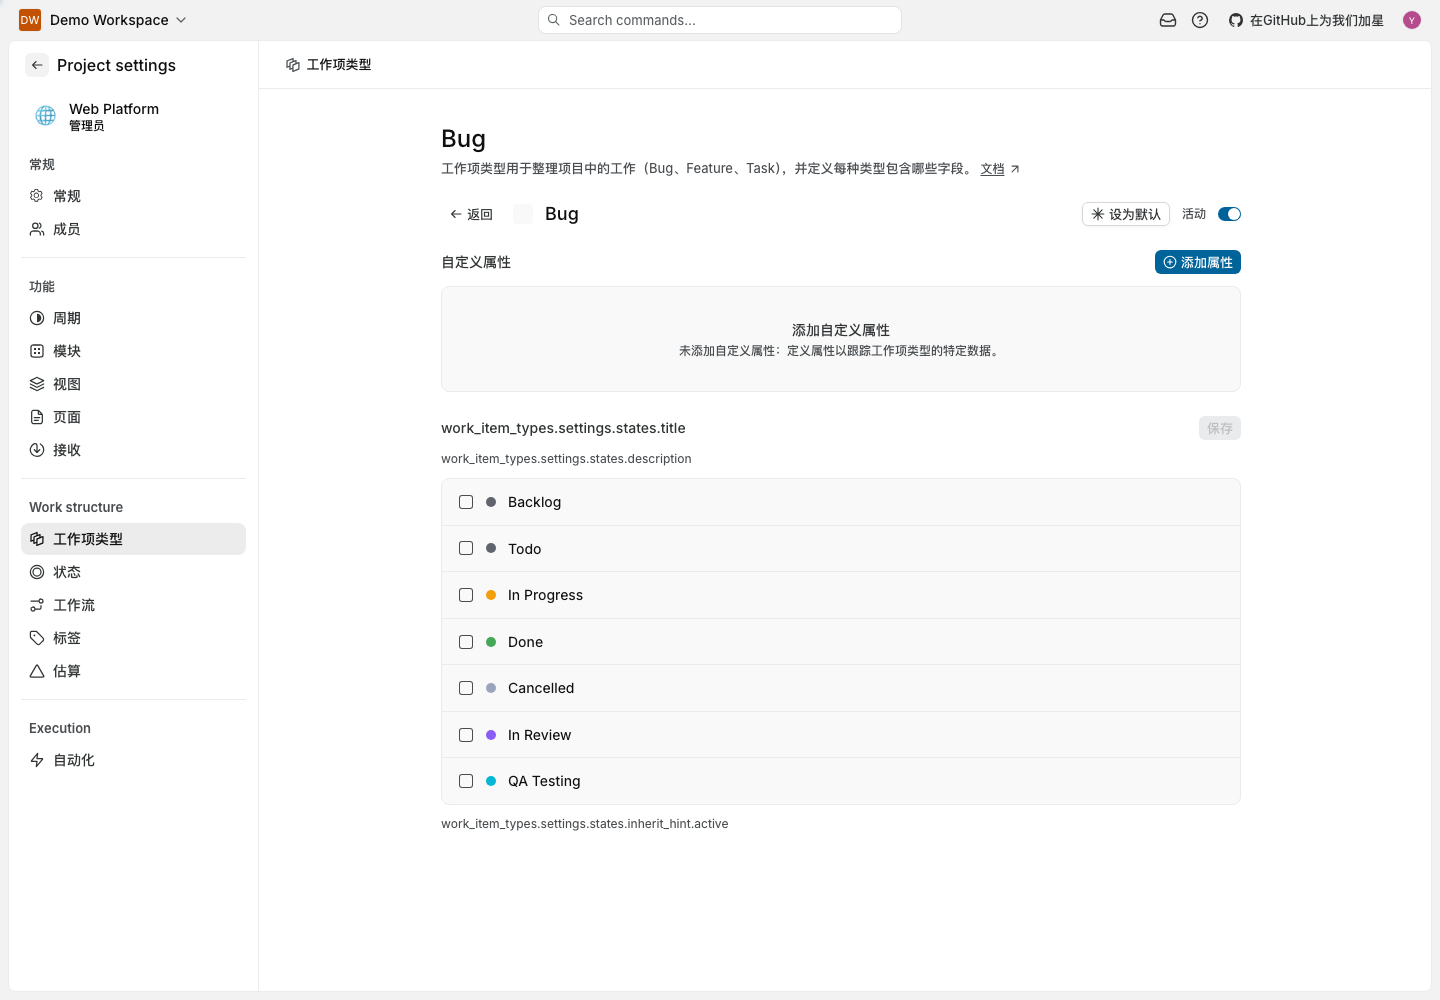 DW Demo Workspace
Search commands...
在GitHub上为我们加星
Y
Project settings
工作项类型
Web Platform
管理员
常规
常规
成员
功能
周期
模块
视图
页面
接收
Work structure
工作项类型
状态
工作流
标签
估算
Execution
自动化
Bug
工作项类型用于整理项目中的工作（Bug、Feature、Task），并定义每种类型包含哪些字段。 文档
返回
Bug
设为默认
活动
自定义属性
添加属性
添加自定义属性
未添加自定义属性：定义属性以跟踪工作项类型的特定数据。
work_item_types.settings.states.title
保存
work_item_types.settings.states.description
Backlog
Todo
In Progress
Done
Cancelled
In Review
QA Testing
work_item_types.settings.states.inherit_hint.active